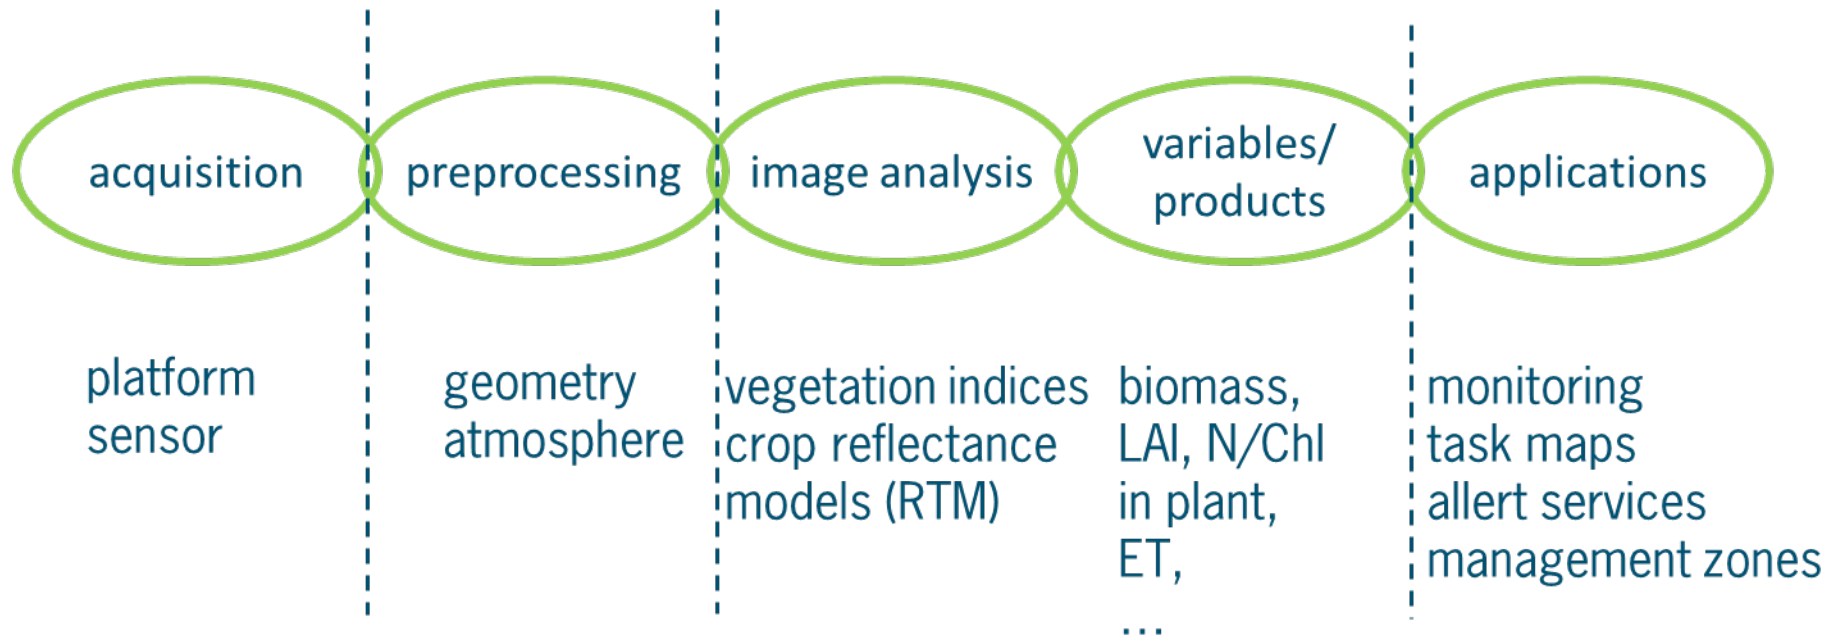 acquisition
preprocessing
image analysis
variables/
products
applications
platform
sensor
geometry
atmosphere
vegetation indices
crop reflectance
models (RTM)
biomass,
LAI, N/Chl
in plant,
ET,
...
monitoring
task maps
allert services
management zones